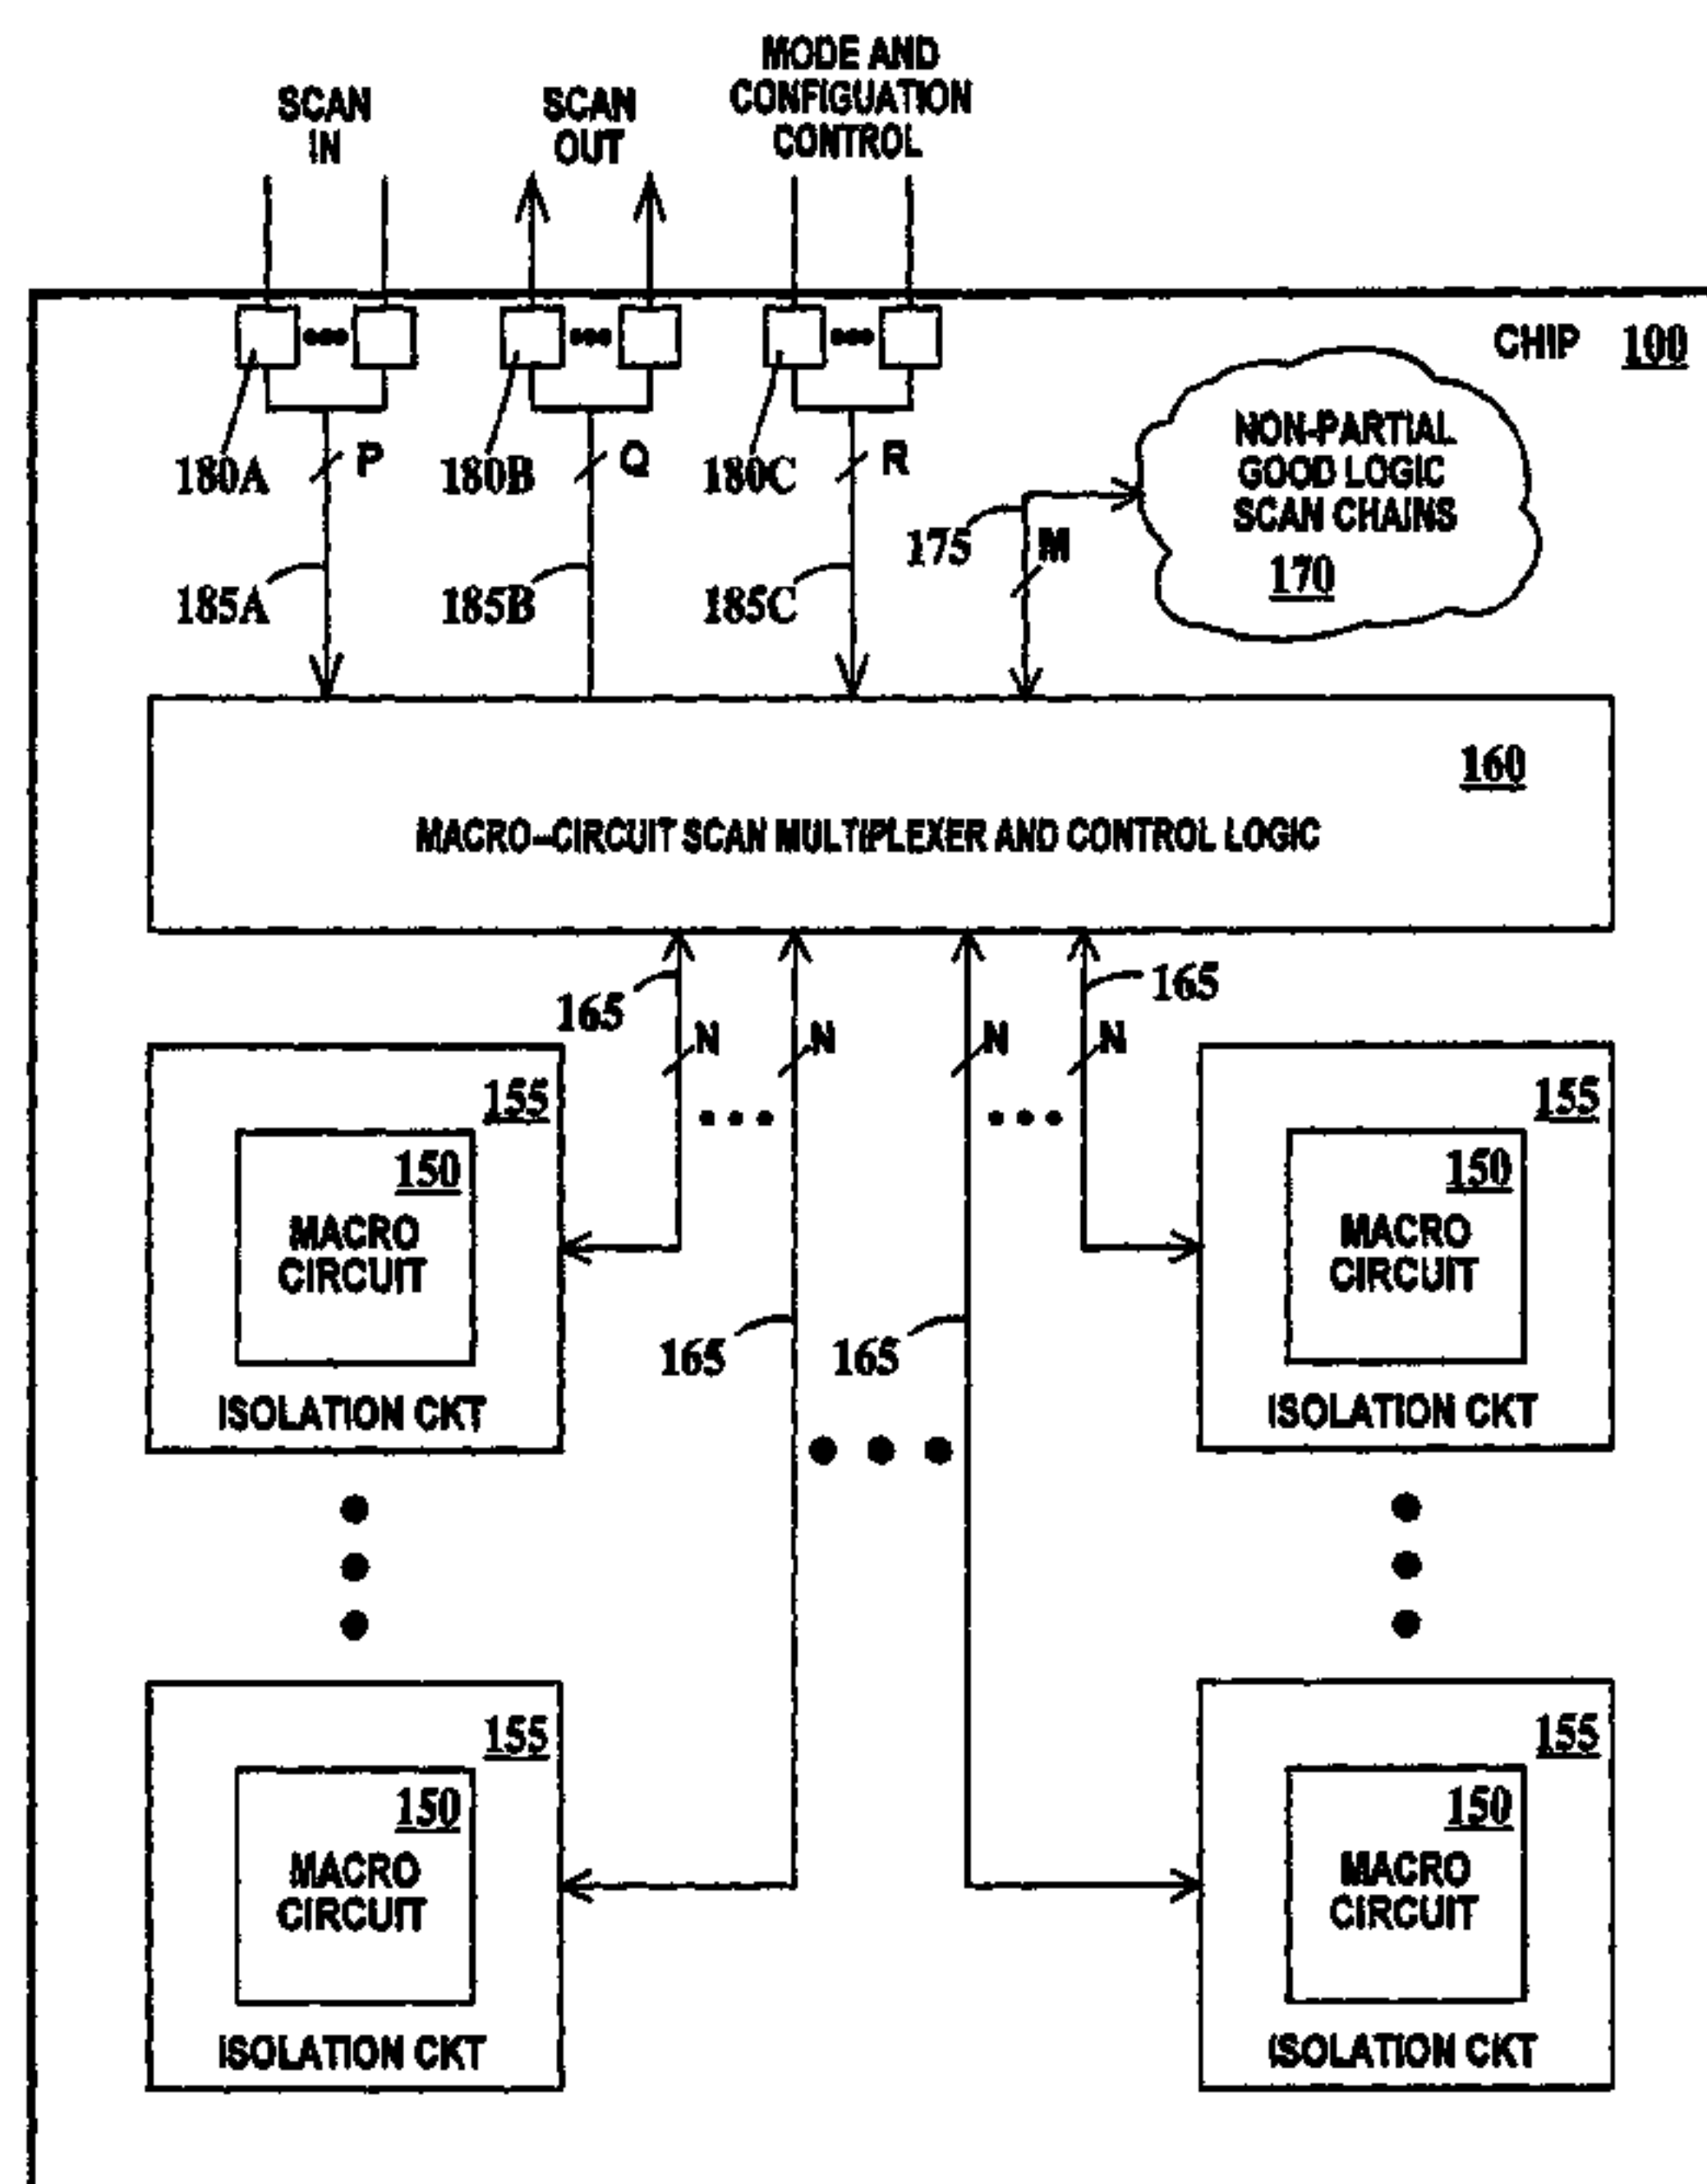 SCAN
IN
SCAN
OUT
MODE AND
CONFIGUATION
CONTROL
CHIP 100
180A
P
180B
Q
180C
R
185A
185B
185C
175
M
NON-PARTIAL
GOOD LOGIC
SCAN CHAINS
170
160
MACRO-CIRCUIT SCAN MULTIPLEXER AND CONTROL LOGIC
165
N
N
N
N
165
155
150
MACRO
CIRCUIT
ISOLATION CKT
155
150
MACRO
CIRCUIT
ISOLATION CKT
165
165
155
150
MACRO
CIRCUIT
ISOLATION CKT
155
150
MACRO
CIRCUIT
ISOLATION CKT